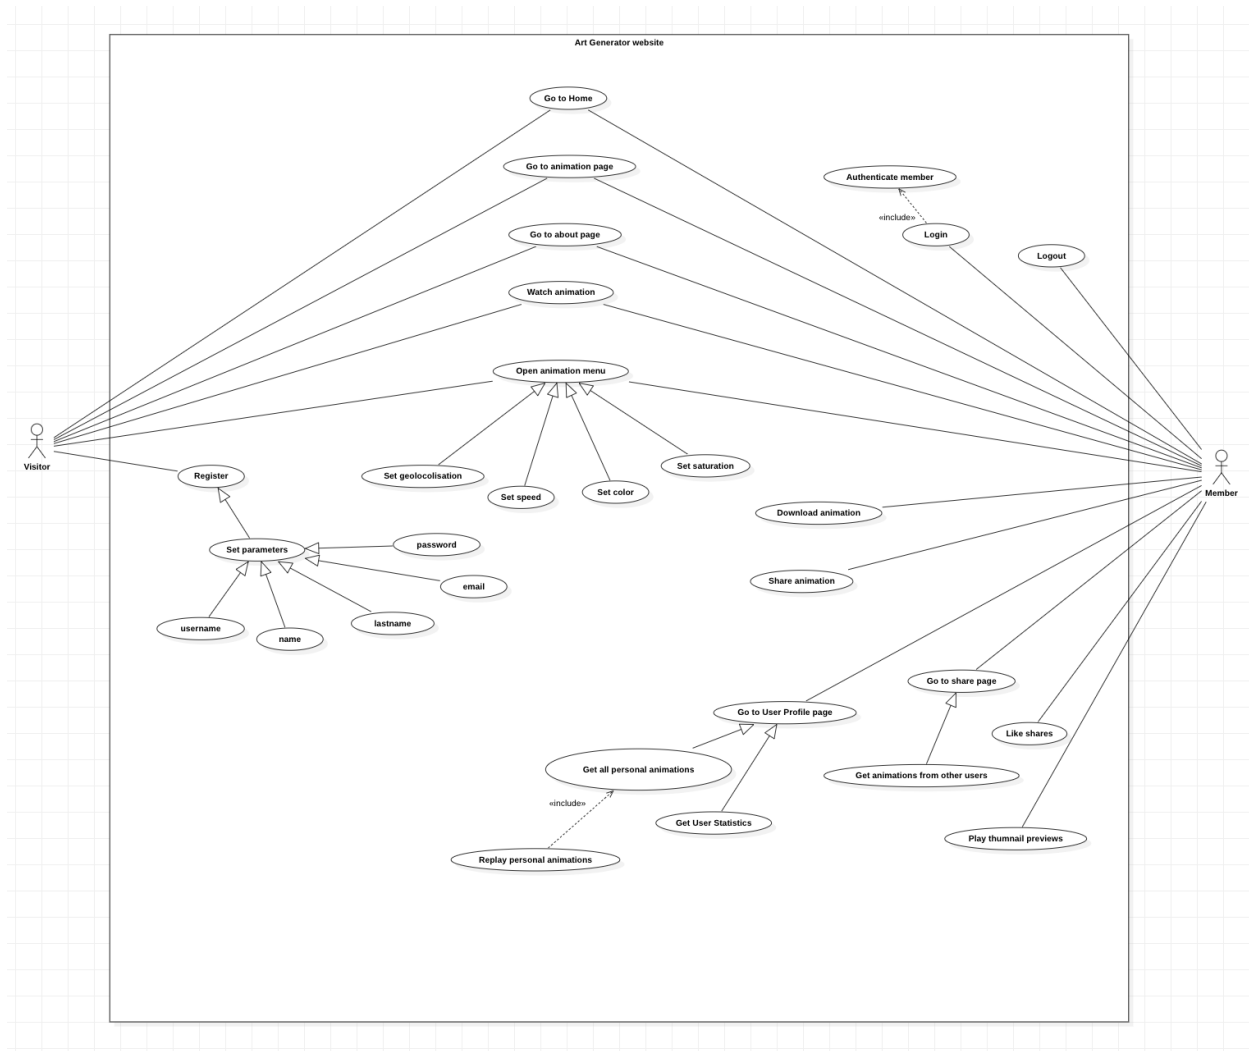 Art Generator website
Go to Home
Go to animation page
Authenticate member
«include»
Go to about page
Login
Logout
Watch animation
Open animation menu
Visitor
Member
Register
Set geolocolisation
Set speed
Set color
Set saturation
Download animation
Set parameters
password
email
Share animation
username
name
lastname
Go to share page
Go to User Profile page
Like shares
Get all personal animations
Get animations from other users
«include»
Get User Statistics
Play thumnail previews
Replay personal animations